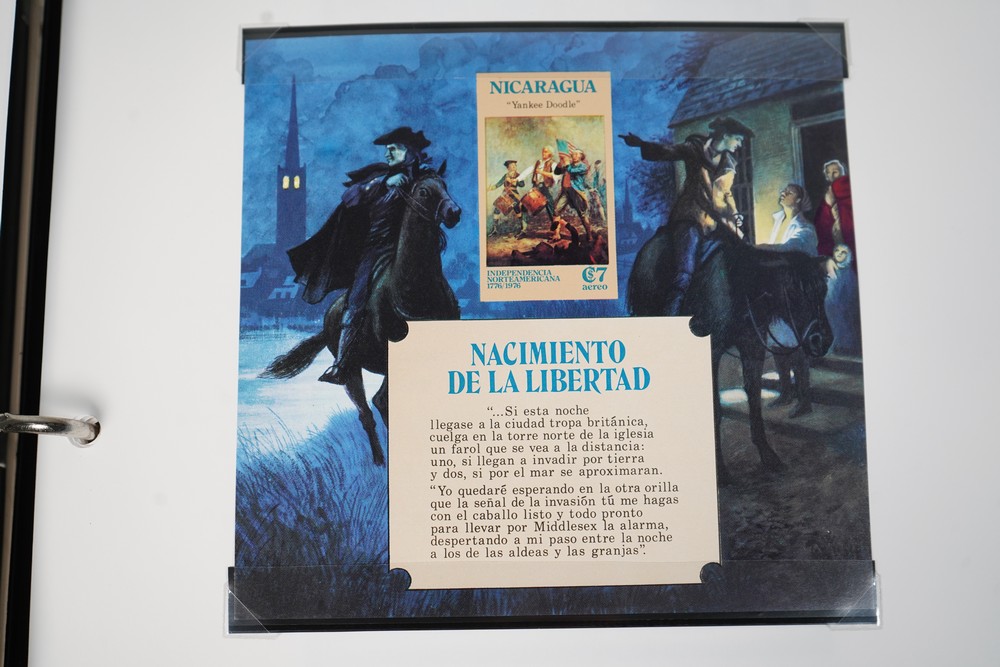 NICARAGUA
“Yankee Doodle”
INDEPENDENCIA
NORTEAMERICANA
1776/1976
C$7
aereo
NACIMIENTO
DE LA LIBERTAD
“...Si esta noche
llegase a la ciudad tropa británica,
cuelga en la torre norte de la iglesia
un farol que se vea a la distancia:
uno, si llegan a invadir por tierra
y dos, si por el mar se aproximaran.
“Yo quedaré esperando en la otra orilla
que la señal de la invasión tú me hagas
con el caballo listo y todo pronto
para llevar por Middlesex la alarma,
despertando a mi paso entre la noche
a los de las aldeas y las granjas”.